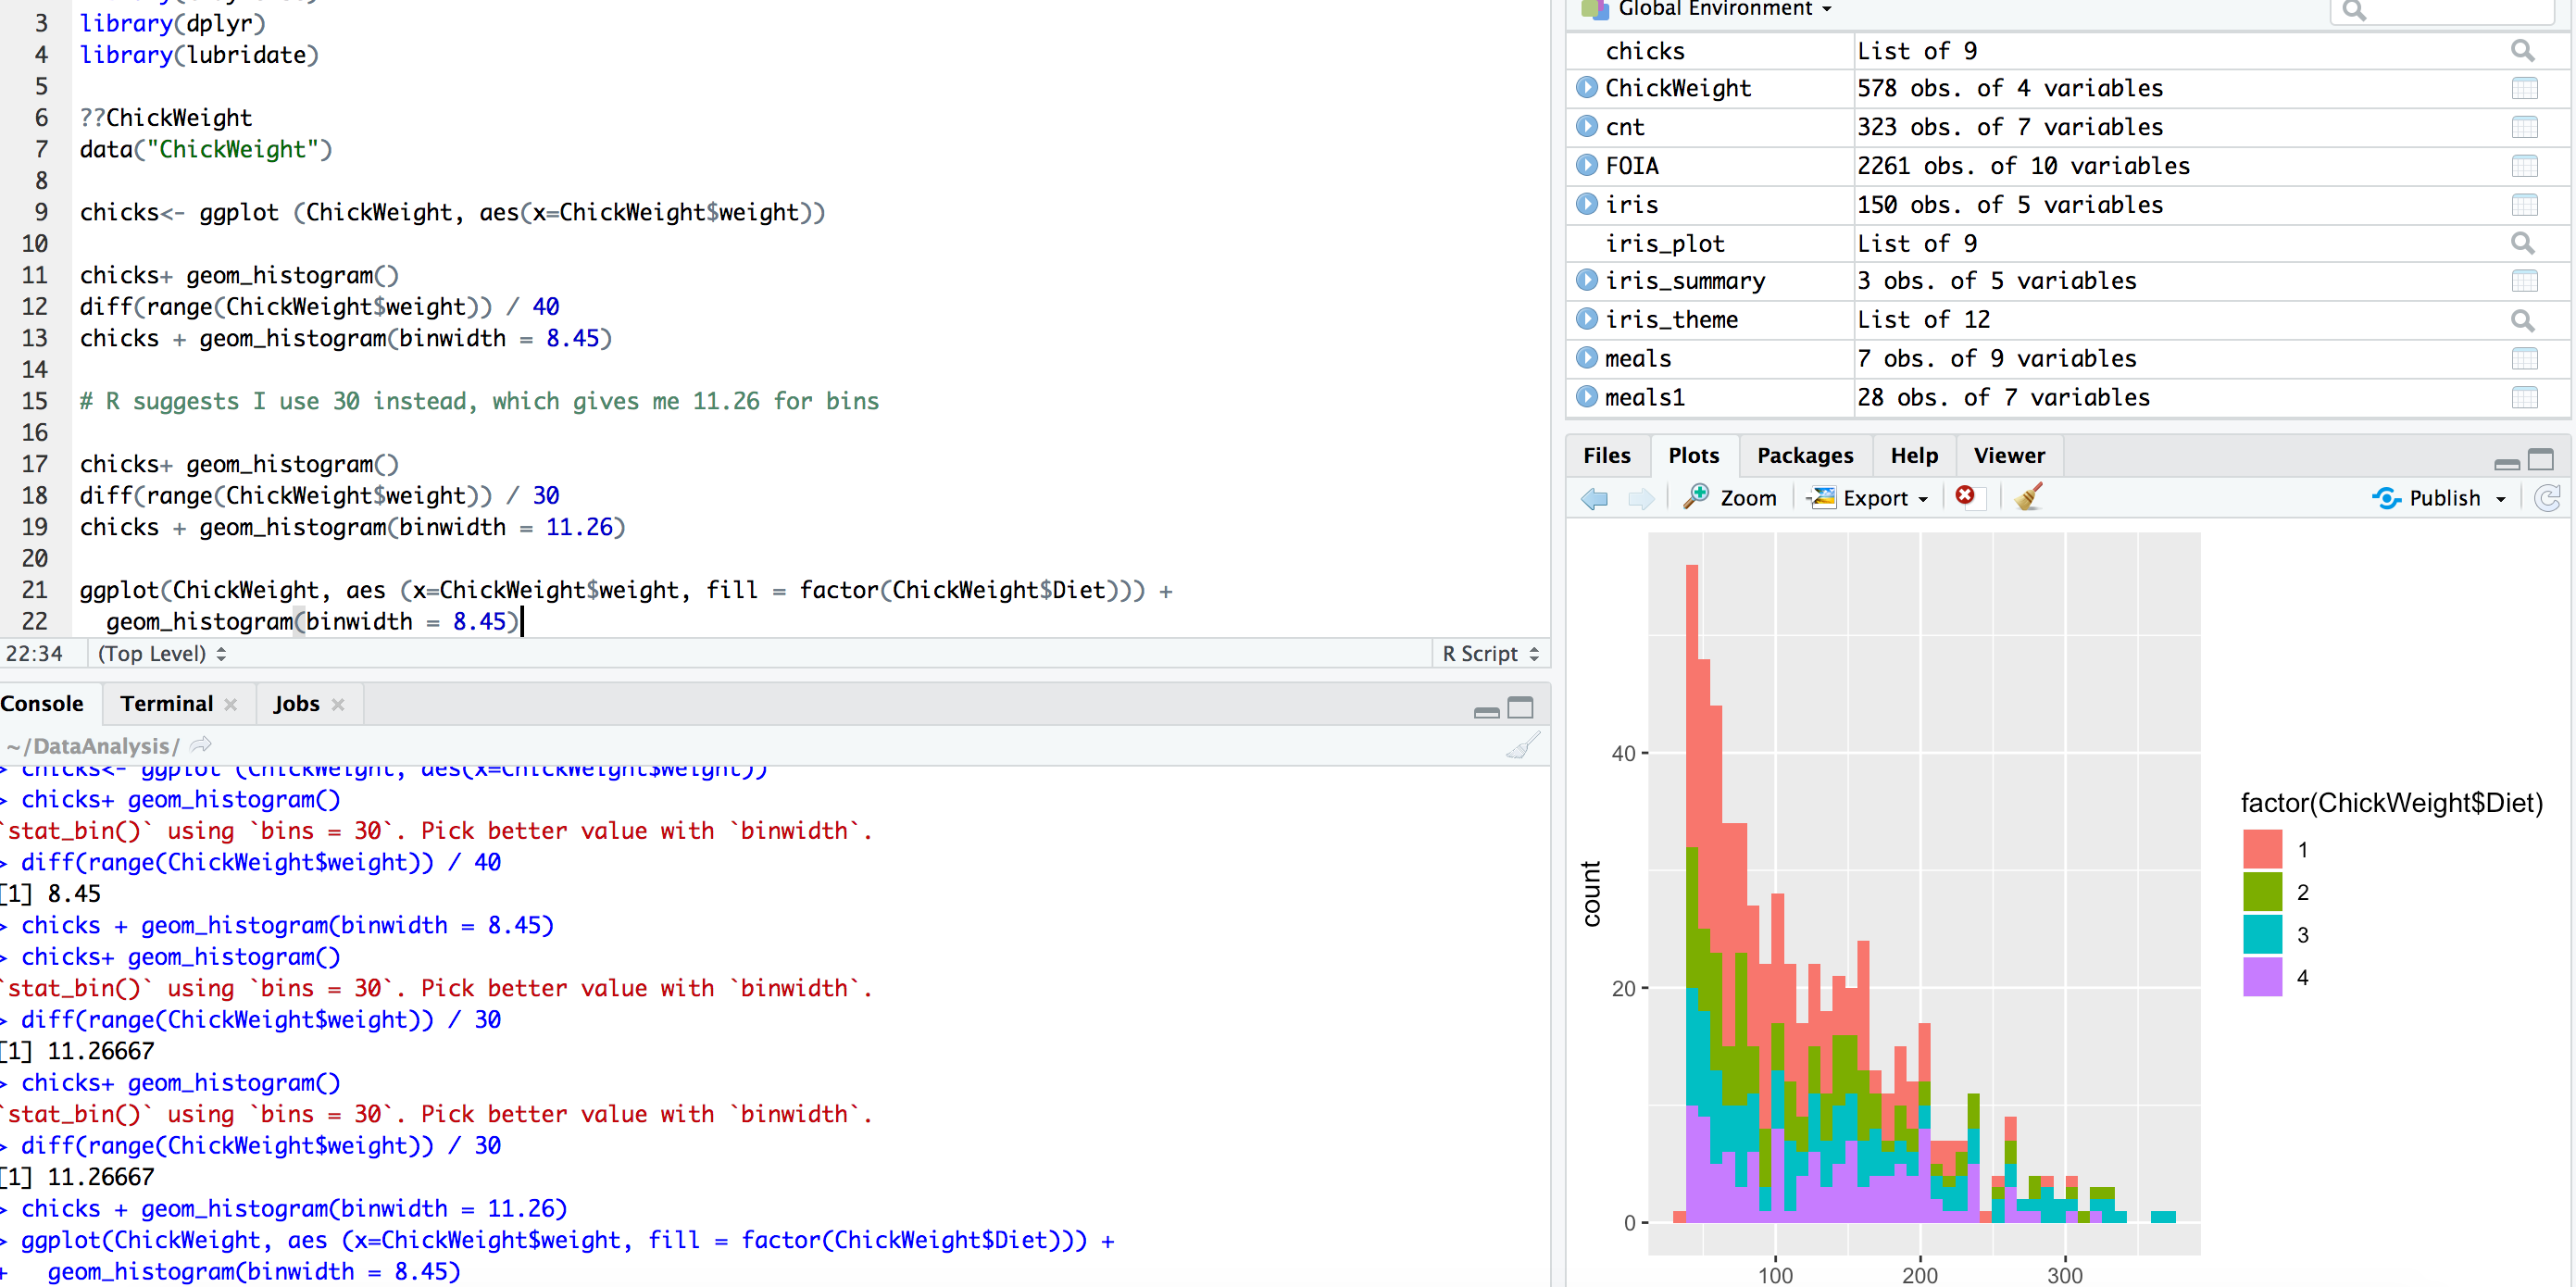 3 library(dplyr)
4 library(lubridate)
5
6 ??ChickWeight
7 data("ChickWeight")
8
9 chicks<- ggplot (ChickWeight, aes(x=ChickWeight$weight))
10
11 chicks+ geom_histogram()
12 diff(range(ChickWeight$weight)) / 40
13 chicks + geom_histogram(binwidth = 8.45)
14
15 # R suggests I use 30 instead, which gives me 11.26 for bins
16
17 chicks+ geom_histogram()
18 diff(range(ChickWeight$weight)) / 30
19 chicks + geom_histogram(binwidth = 11.26)
20
21 ggplot(ChickWeight, aes (x=ChickWeight$weight, fill = factor(ChickWeight$Diet))) +
22 geom_histogram(binwidth = 8.45)
22:34 (Top Level) R Script
Console Terminal Jobs
~/DataAnalysis/
> chicks<- ggplot (ChickWeight, aes(x=ChickWeight$weight))
> chicks+ geom_histogram()
`stat_bin()` using `bins = 30`. Pick better value with `binwidth`.
> diff(range(ChickWeight$weight)) / 40
[1] 8.45
> chicks + geom_histogram(binwidth = 8.45)
> chicks+ geom_histogram()
`stat_bin()` using `bins = 30`. Pick better value with `binwidth`.
> diff(range(ChickWeight$weight)) / 30
[1] 11.26667
> chicks+ geom_histogram()
`stat_bin()` using `bins = 30`. Pick better value with `binwidth`.
> diff(range(ChickWeight$weight)) / 30
[1] 11.26667
> chicks + geom_histogram(binwidth = 11.26)
> ggplot(ChickWeight, aes (x=ChickWeight$weight, fill = factor(ChickWeight$Diet))) +
+ geom_histogram(binwidth = 8.45)
Global Environment
chicks List of 9
ChickWeight 578 obs. of 4 variables
cnt 323 obs. of 7 variables
FOIA 2261 obs. of 10 variables
iris 150 obs. of 5 variables
iris_plot List of 9
iris_summary 3 obs. of 5 variables
iris_theme List of 12
meals 7 obs. of 9 variables
meals1 28 obs. of 7 variables
Files Plots Packages Help Viewer
Zoom Export Publish
40
20
0
count
100 200 300
factor(ChickWeight$Diet)
1
2
3
4